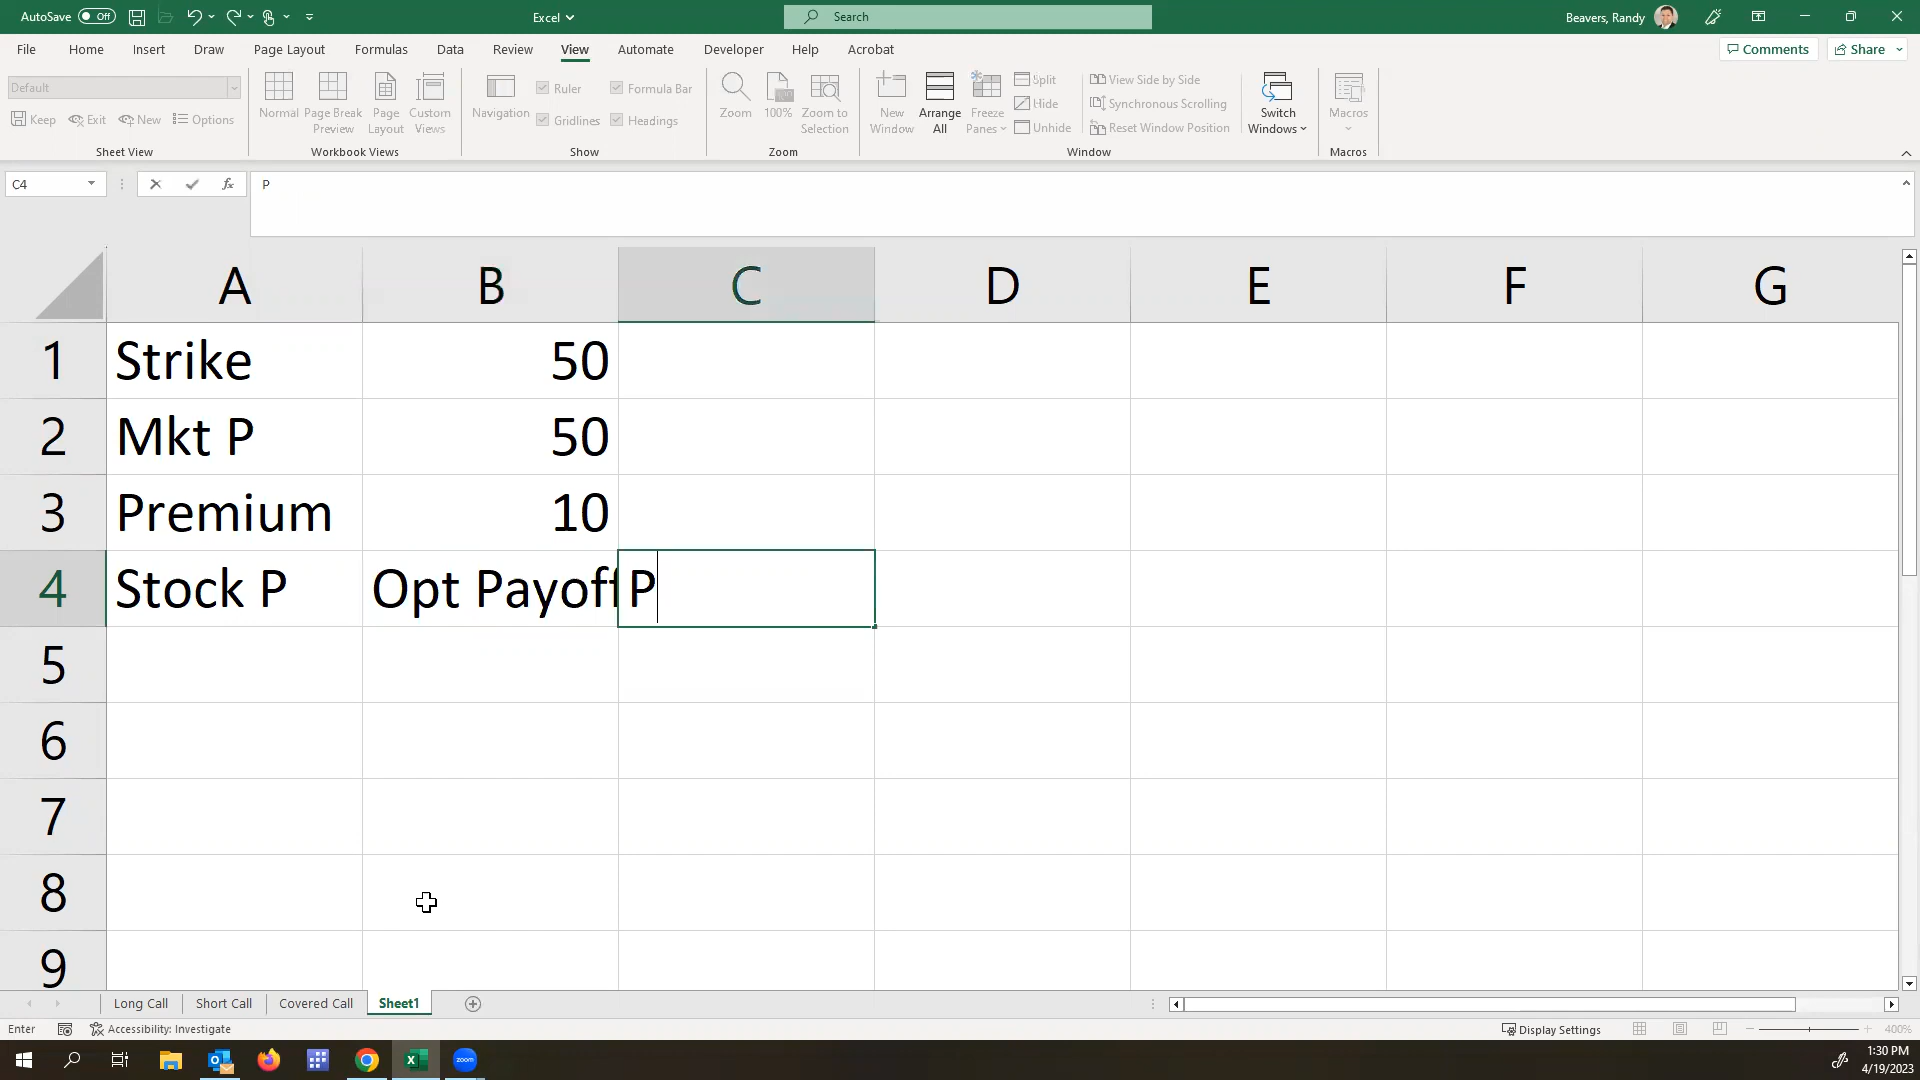 AutoSave Off
Excel
Search
Beavers, Randy
File Home Insert Draw Page Layout Formulas Data Review View Automate Developer Help Acrobat
Comments Share
Default
Keep Exit New Options
Sheet View
Normal Page Break Preview Page Layout Custom Views
Workbook Views
Navigation Ruler Formula Bar
Gridlines Headings
Show
Zoom 100% Zoom to Selection
Zoom
New Window Arrange All Freeze Panes Split Hide Unhide
View Side by Side
Synchronous Scrolling
Reset Window Position
Switch Windows
Window
Macros
Macros
C4 fx P
A B C D E F G
1 Strike 50
2 Mkt P 50
3 Premium 10
4 Stock P Opt Payoff P
5
6
7
8
9
Long Call Short Call Covered Call Sheet1
Enter Accessibility: Investigate Display Settings 400%
zoom
1:30 PM
4/19/2023